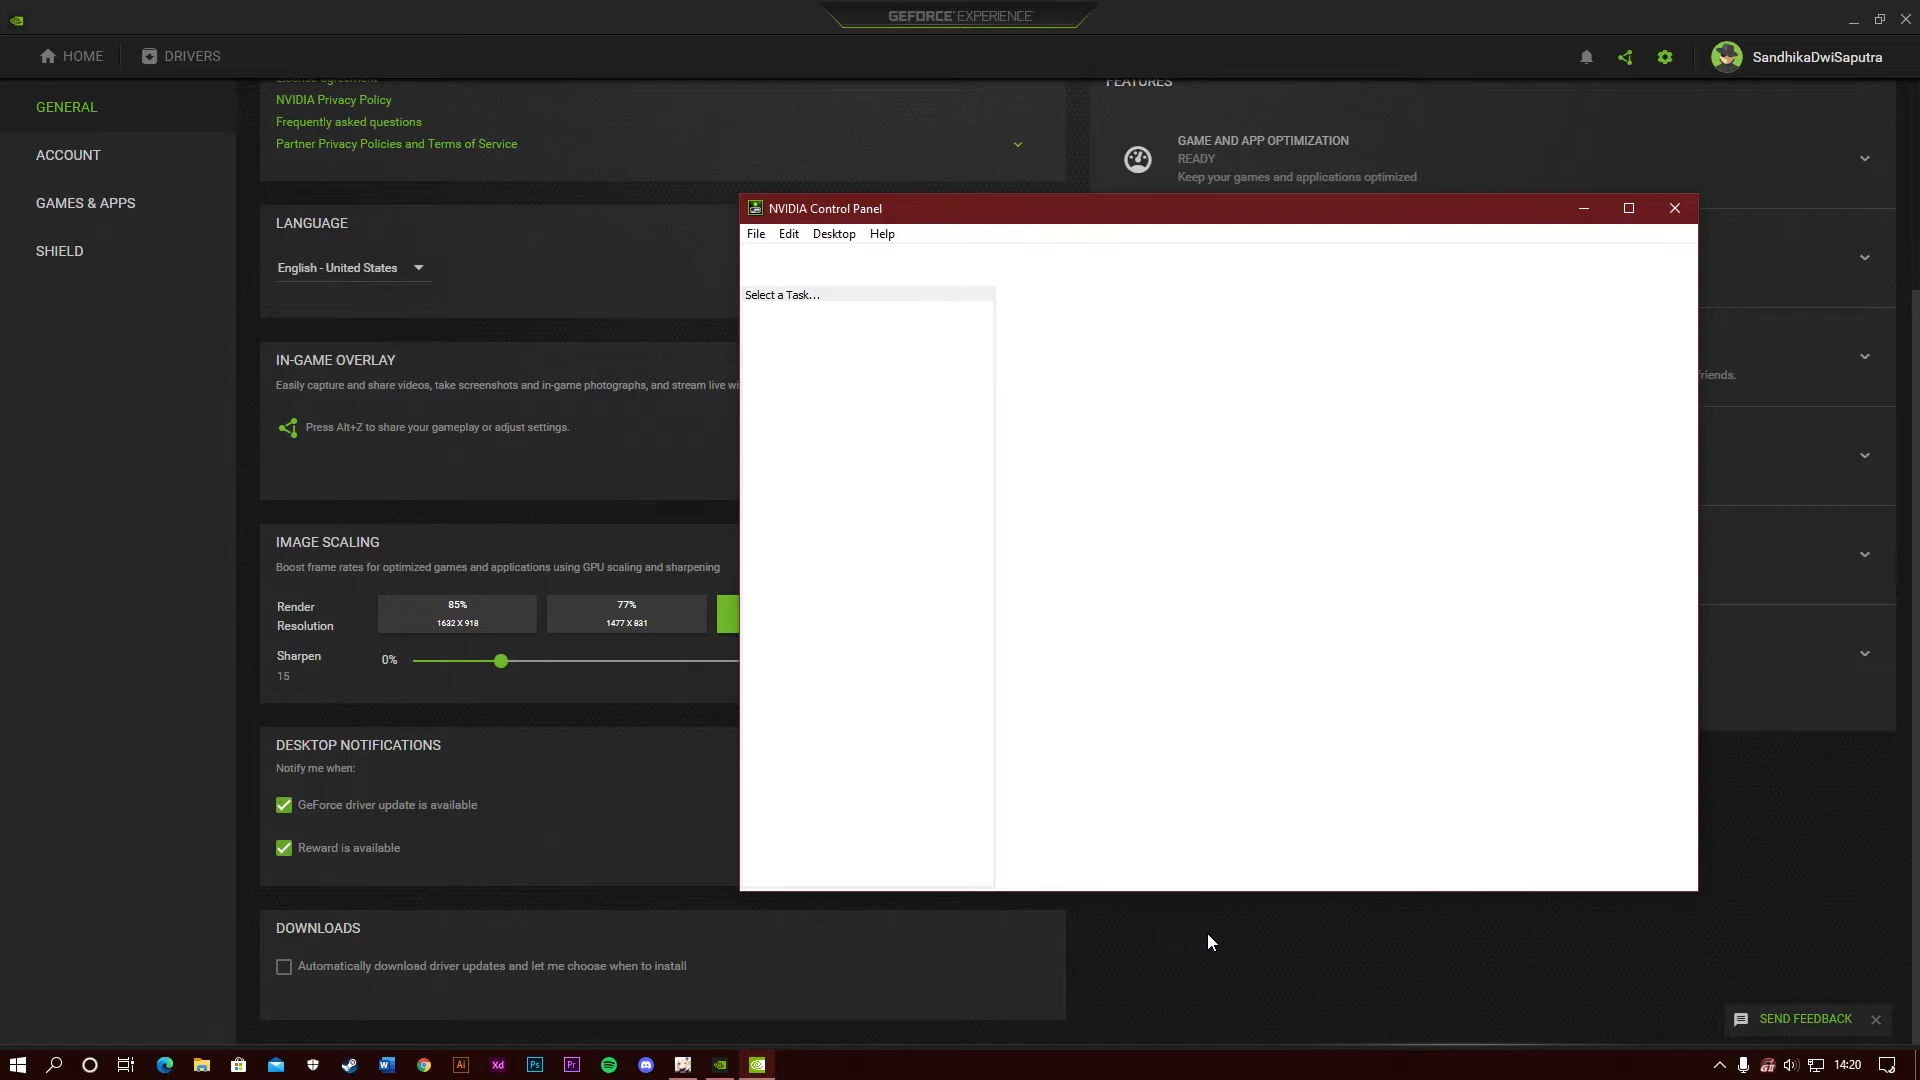 GEFORCE EXPERIENCE
HOME
DRIVERS
SandhikaDwiSaputra
GENERAL
ACCOUNT
GAMES & APPS
SHIELD
License agreement
NVIDIA Privacy Policy
Frequently asked questions
Partner Privacy Policies and Terms of Service
LANGUAGE
English - United States
IN-GAME OVERLAY
Easily capture and share videos, take screenshots and in-game photographs, and stream live wi
Press Alt+Z to share your gameplay or adjust settings.
IMAGE SCALING
Boost frame rates for optimized games and applications using GPU scaling and sharpening
Render
Resolution
85%
1632 X 918
77%
1477 X 831
Sharpen
15
0%
DESKTOP NOTIFICATIONS
Notify me when:
GeForce driver update is available
Reward is available
DOWNLOADS
Automatically download driver updates and let me choose when to install
FEATURES
GAME AND APP OPTIMIZATION
READY
Keep your games and applications optimized
friends.
NVIDIA Control Panel
File Edit Desktop Help
Select a Task...
SEND FEEDBACK
Ai
Xd
Ps
Pr
14:20